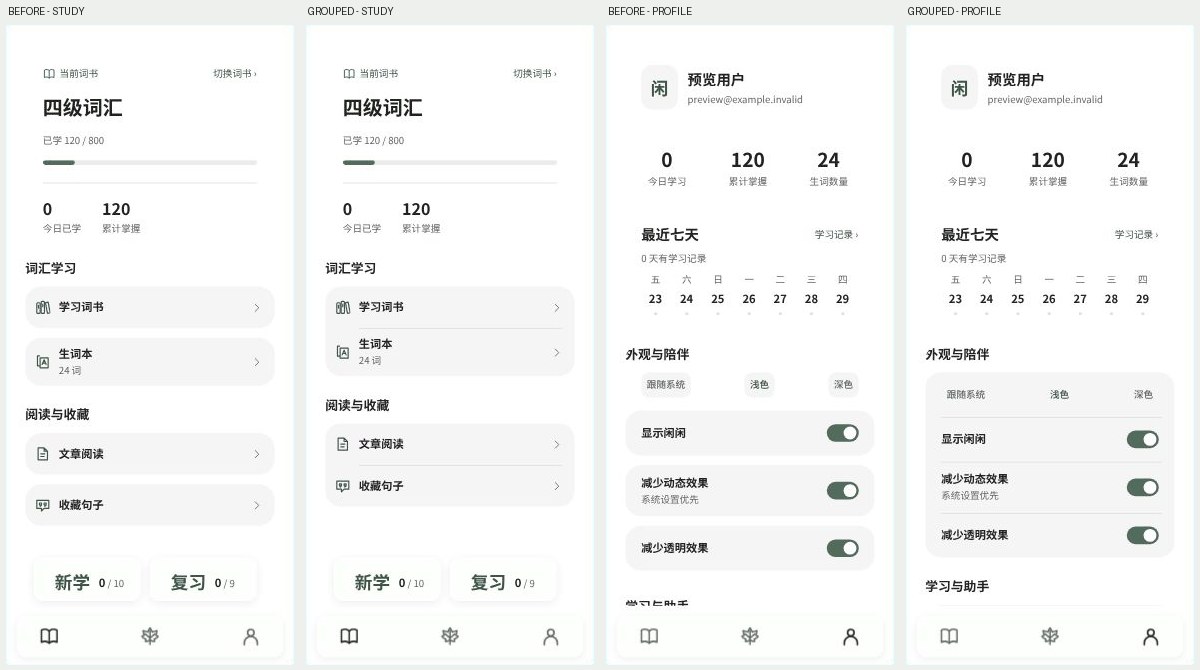 BEFORE - STUDY
当前词书 切换词书 ›
四级词汇
已学 120 / 800
0 120
今日已学 累计掌握
词汇学习
学习词书
生词本
24 词
阅读与收藏
文章阅读
收藏句子
新学 0 / 10 复习 0 / 9
GROUPED - STUDY
当前词书 切换词书 ›
四级词汇
已学 120 / 800
0 120
今日已学 累计掌握
词汇学习
学习词书
生词本
24 词
阅读与收藏
文章阅读
收藏句子
新学 0 / 10 复习 0 / 9
BEFORE - PROFILE
闲 预览用户
preview@example.invalid
0 120 24
今日学习 累计掌握 生词数量
最近七天 学习记录 ›
0 天有学习记录
五 六 日 一 二 三 四
23 24 25 26 27 28 29
外观与陪伴
跟随系统 浅色 深色
显示闲闲
减少动态效果
系统设置优先
减少透明效果
学习与助手
GROUPED - PROFILE
闲 预览用户
preview@example.invalid
0 120 24
今日学习 累计掌握 生词数量
最近七天 学习记录 ›
0 天有学习记录
五 六 日 一 二 三 四
23 24 25 26 27 28 29
外观与陪伴
跟随系统 浅色 深色
显示闲闲
减少动态效果
系统设置优先
减少透明效果
学习与助手